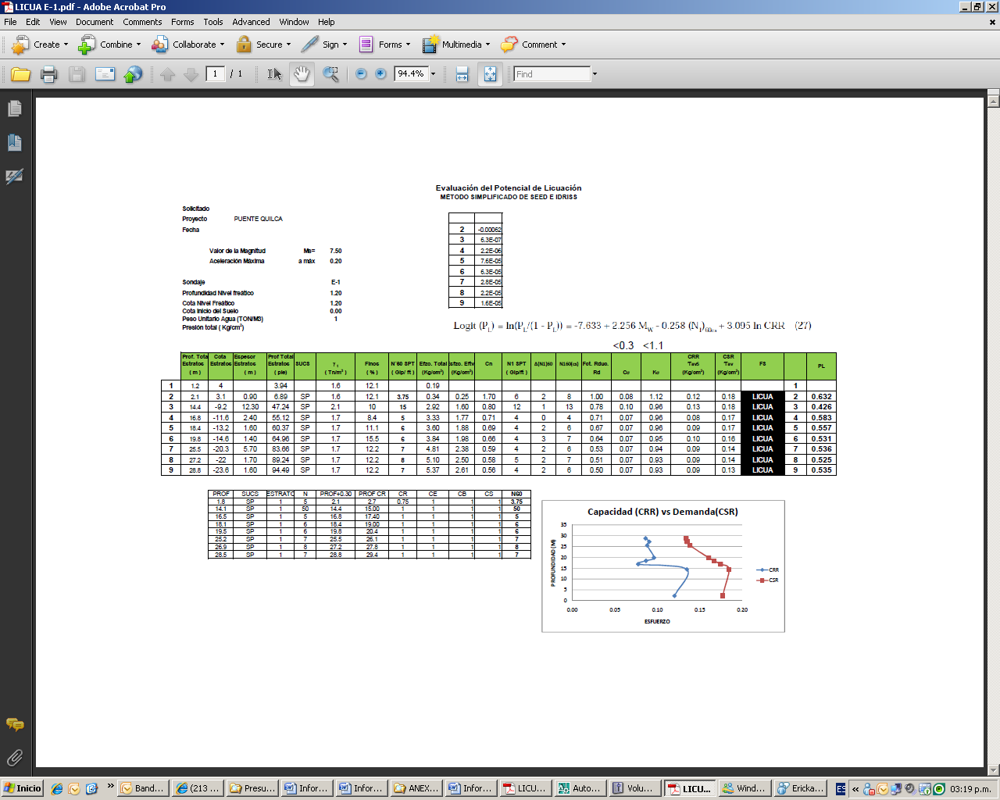 LICUA E-1.pdf - Adobe Acrobat Pro
File Edit View Document Comments Forms Tools Advanced Window Help
Create Combine Collaborate Secure Sign Forms Multimedia Comment
1 / 1 94.4% Find
Evaluación del Potencial de Licuación
MÉTODO SIMPLIFICADO DE SEED E IDRISS
Solicitado
Proyecto PUENTE QUILCA
Fecha
Valor de la Magnitud Ms= 7.50
Aceleración Máxima a máx 0.20
Sondaje E-1
Profundidad Nivel freático 1.20
Cota Nivel Freático 1.20
Cota Inicio del Suelo 0.00
Peso Unitario Agua (TON/M3) 1
Presión total ( Kg/cm²)
2 -0.00062
3 6.3E-07
4 2.2E-06
5 7.6E-05
6 6.3E-05
7 2.8E-05
8 2.2E-05
9 1.6E-05
Logit (P_L) = ln(P_L/(1 - P_L)) = -7.633 + 2.256 M_W - 0.258 (N_1)_60cs + 3.095 ln CRR (27)
<0.3 <1.1
Prof. Tota Cota Espesor Prof Total CRR CSR
Estratos Estratos Estratos Estratos SUCS γ t Finos N´60 SPT Efzo. Total Esfzo. Eftv Cn N1 SPT Δ(N1)60 N160(cs) Fct. Rduo. Tav5 Tav FS PL
( m ) ( m ) ( pie) ( Tn/m³ ) ( % ) ( Glp/ ft ) (Kg/cm²) (Kg/cm²) ( Glp/ft ) Rd Cσ Kσ (Kg/cm²) (Kg/cm²)
1 1.2 4 3.94 1.6 12.1 0.19 1
2 2.1 3.1 0.90 6.89 SP 1.6 12.1 3.75 0.34 0.25 1.70 6 2 8 1.00 0.08 1.12 0.12 0.18 LICUA 2 0.632
3 14.4 -9.2 12.30 47.24 SP 2.1 10 15 2.92 1.60 0.80 12 1 13 0.78 0.10 0.96 0.13 0.18 LICUA 3 0.426
4 16.8 -11.6 2.40 55.12 SP 1.7 8.4 5 3.33 1.77 0.71 4 0 4 0.71 0.07 0.96 0.08 0.17 LICUA 4 0.583
5 18.4 -13.2 1.60 60.37 SP 1.7 11.1 6 3.60 1.88 0.69 4 2 6 0.67 0.07 0.96 0.09 0.17 LICUA 5 0.557
6 19.8 -14.6 1.40 64.96 SP 1.7 15.5 6 3.84 1.98 0.66 4 3 7 0.64 0.07 0.95 0.10 0.16 LICUA 6 0.531
7 25.5 -20.3 5.70 83.66 SP 1.7 12.2 7 4.81 2.38 0.59 4 2 6 0.53 0.07 0.94 0.09 0.14 LICUA 7 0.536
8 27.2 -22 1.70 89.24 SP 1.7 12.2 8 5.10 2.50 0.58 5 2 7 0.51 0.07 0.93 0.09 0.14 LICUA 8 0.525
9 28.8 -23.6 1.60 94.49 SP 1.7 12.2 7 5.37 2.61 0.56 4 2 6 0.50 0.07 0.93 0.09 0.13 LICUA 9 0.535
PROF SUCS ESTRATO N PROF+0.30 PROF CR CR CE CB CS N60
1.8 SP 1 5 2.1 2.7 0.75 1 1 1 3.75
14.1 SP 1 50 14.4 15.00 1 1 1 1 50
16.5 SP 1 5 16.8 17.40 1 1 1 1 5
18.1 SP 1 6 18.4 19.00 1 1 1 1 6
19.5 SP 1 6 19.8 20.4 1 1 1 1 6
25.2 SP 1 7 25.5 26.1 1 1 1 1 7
26.9 SP 1 8 27.2 27.8 1 1 1 1 8
28.5 SP 1 7 28.8 29.4 1 1 1 1 7
Capacidad (CRR) vs Demanda(CSR)
PROFUNDIDAD (M)
35
30
25
20
15
10
5
0
0.00 0.05 0.10 0.15 0.20
ESFUERZO
CRR
CSR
Inicio » Band... (213 ... Presu... Infor... Infor... ANEX... Infor... LICU... Auto... Volu... LICU... Wind... Ericka... ES « 03:19 p.m.